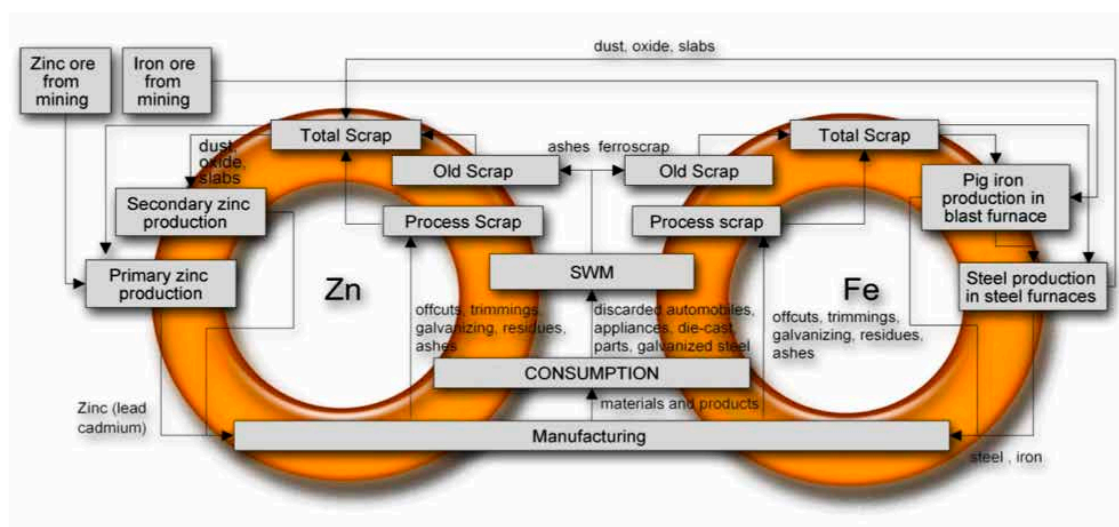 dust, oxide, slabs
Zinc ore
from
mining
Iron ore
from
mining
Total Scrap
Total Scrap
dust,
oxide,
slabs
Old Scrap
ashes ferroscrap
Old Scrap
Pig iron
production in
blast furnace
Secondary zinc
production
Process Scrap
Process scrap
Primary zinc
production
Zn
SWM
Fe
Steel production
in steel furnaces
offcuts, trimmings,
galvanizing, residues,
ashes
discarded automobiles,
appliances, die-cast
parts, galvanized steel
offcuts, trimmings,
galvanizing, residues,
ashes
CONSUMPTION
Zinc (lead
cadmium)
materials and products
Manufacturing
steel , iron